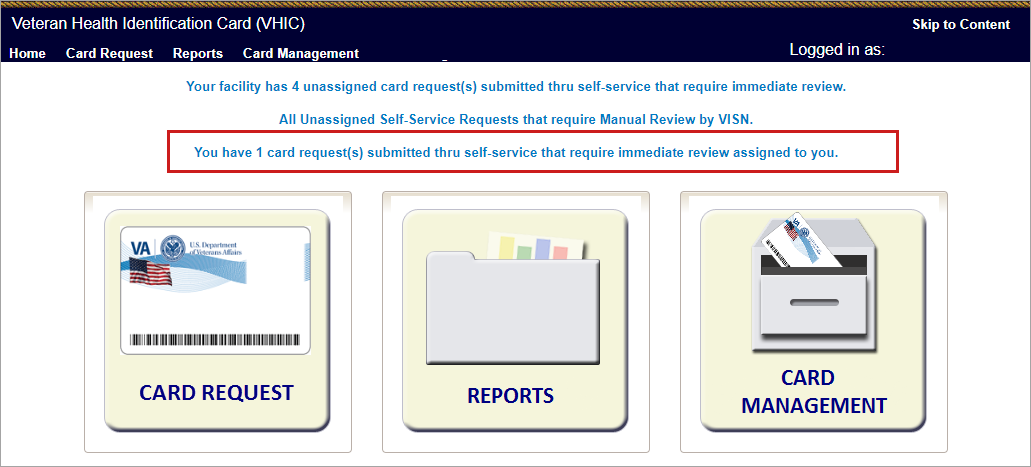 Veteran Health Identification Card (VHIC)
Skip to Content
Home Card Request Reports Card Management
Logged in as:
Your facility has 4 unassigned card request(s) submitted thru self-service that require immediate review.
All Unassigned Self-Service Requests that require Manual Review by VISN.
You have 1 card request(s) submitted thru self-service that require immediate review assigned to you.
VA
U.S. Department
of Veterans Affairs
CARD REQUEST
REPORTS
CARD
MANAGEMENT